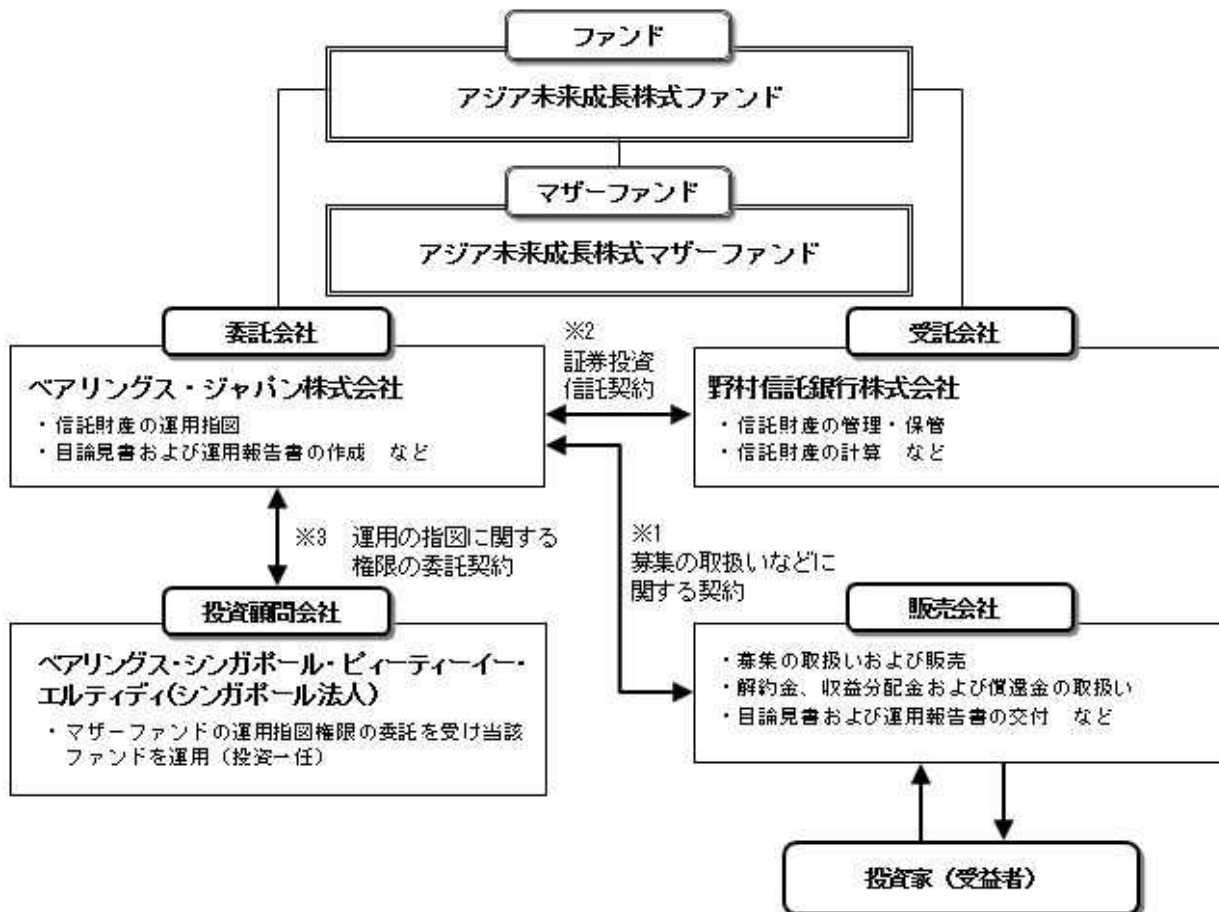 ファンド
アジア未来成長株式ファンド
マザーファンド
アジア未来成長株式マザーファンド
委託会社
ベアリングス・ジャパン株式会社
・信託財産の運用指図
・目論見書および運用報告書の作成　など
※2
証券投資
信託契約
受託会社
野村信託銀行株式会社
・信託財産の管理・保管
・信託財産の計算　など
※3　運用の指図に関する
権限の委託契約
※1
募集の取扱いなどに
関する契約
投資顧問会社
ベアリングス・シンガポール・ピィーティーイー・
エルティディ(シンガポール法人)
・マザーファンドの運用指図権限の委託を受け当該
ファンドを運用（投資一任）
販売会社
・募集の取扱いおよび販売
・解約金、収益分配金および償還金の取扱い
・目論見書および運用報告書の交付　など
投資家（受益者）